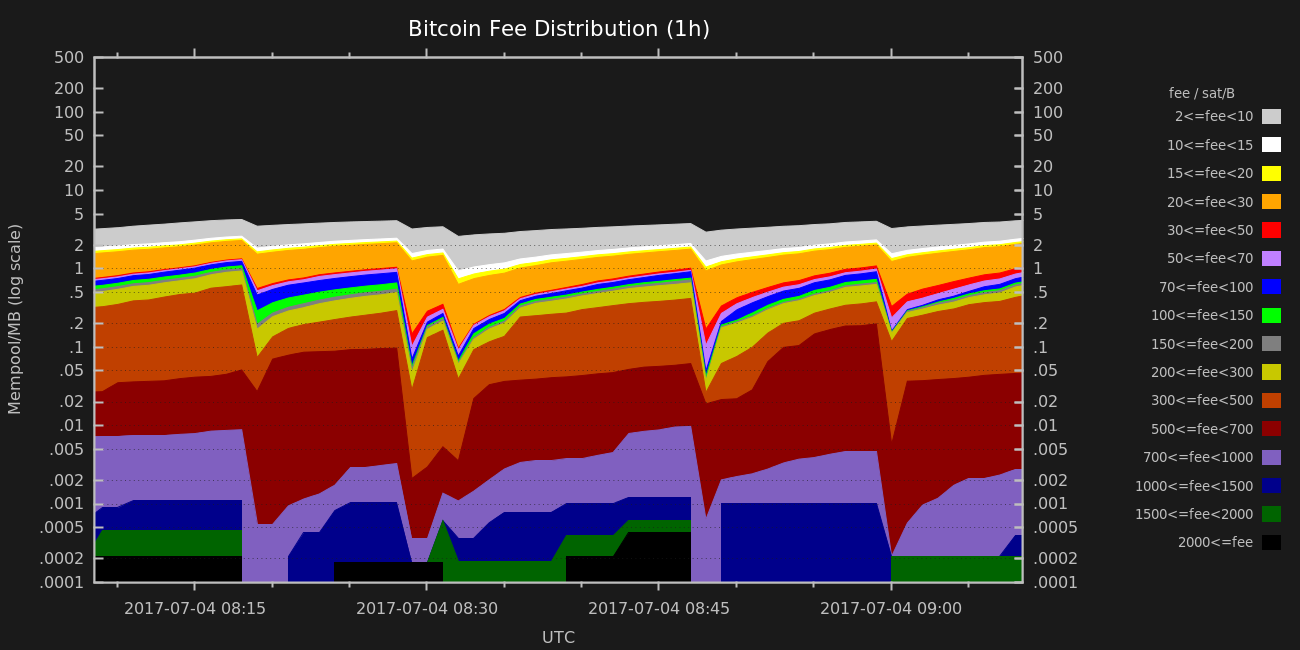 Bitcoin Fee Distribution (1h)
Mempool/MB (log scale)
500
200
100
50
20
10
5
2
1
.5
.2
.1
.05
.02
.01
.005
.002
.001
.0005
.0002
.0001
500
200
100
50
20
10
5
2
1
.5
.2
.1
.05
.02
.01
.005
.002
.001
.0005
.0002
.0001
2017-07-04 08:15
2017-07-04 08:30
2017-07-04 08:45
2017-07-04 09:00
UTC
fee / sat/B
2<=fee<10
10<=fee<15
15<=fee<20
20<=fee<30
30<=fee<50
50<=fee<70
70<=fee<100
100<=fee<150
150<=fee<200
200<=fee<300
300<=fee<500
500<=fee<700
700<=fee<1000
1000<=fee<1500
1500<=fee<2000
2000<=fee